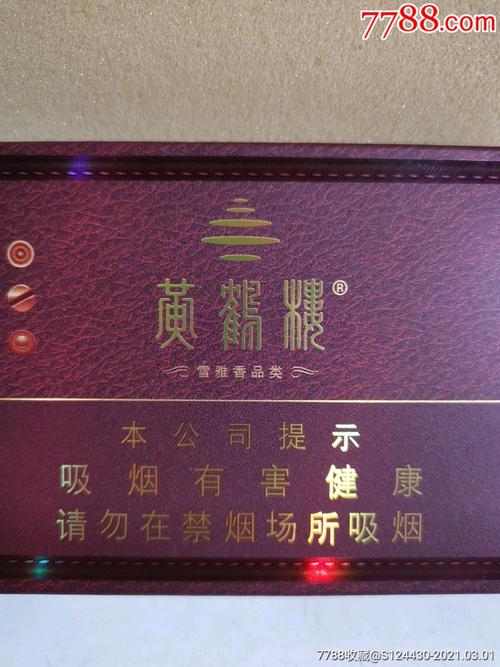 7788.com
黄鹤楼®
雪雅香品类
本公司提示
吸烟有害健康
请勿在禁烟场所吸烟
7788收藏@S124430-2021.03.01